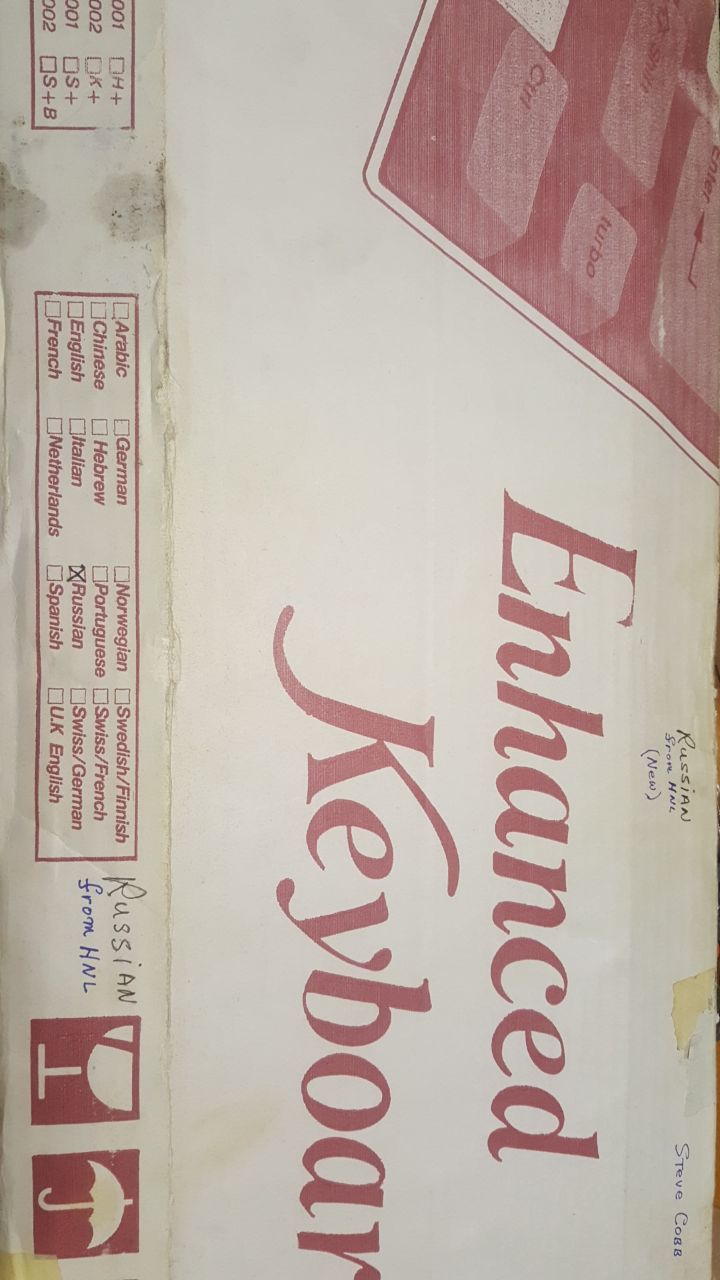 Russian
from HNL
(New)
Steve Cobb
Enter
turbo
Ctrl
Enhanced
Keyboar
001 □H+
002 □K+
001 □S+
002 □S+B
□Arabic □German □Norwegian □Swedish/Finnish
□Chinese □Hebrew □Portuguese □Swiss/French
□English □Italian ☒Russian □Swiss/German
□French □Netherlands □Spanish □U.K English
Russian
from HNL